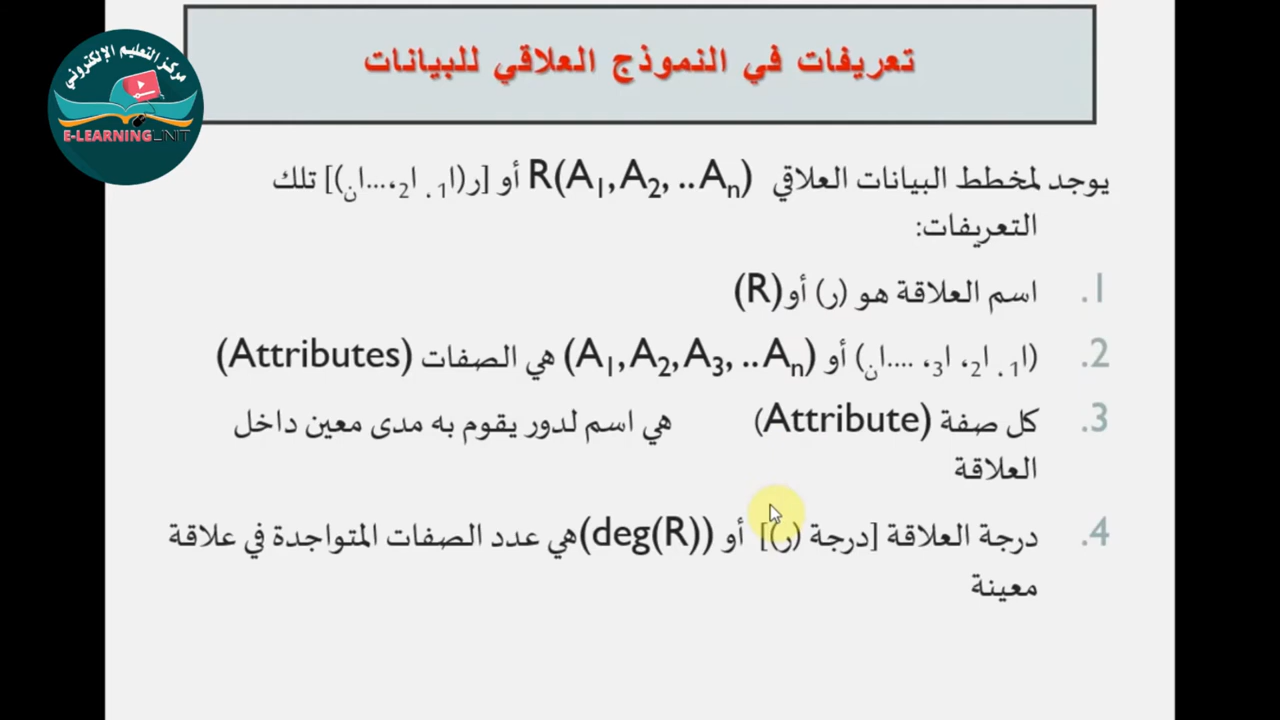 مركز التعليم الإلكتروني
E-LEARNING UNIT
تعريفات في النموذج العلاقي للبيانات
يوجد لمخطط البيانات العلاقي R(A1,A2, ..An) أو [ر(ا1، ا2،...ان)] تلك
التعريفات:
1. اسم العلاقة هو (ر) أو(R)
2. (ا1، ا2، ا3، ....ان) أو (A1,A2,A3, ..An) هي الصفات (Attributes)
3. كل صفة (Attribute) هي اسم لدور يقوم به مدى معين داخل
العلاقة
4. درجة العلاقة [درجة (ر)] أو (deg(R))هي عدد الصفات المتواجدة في علاقة
معينة